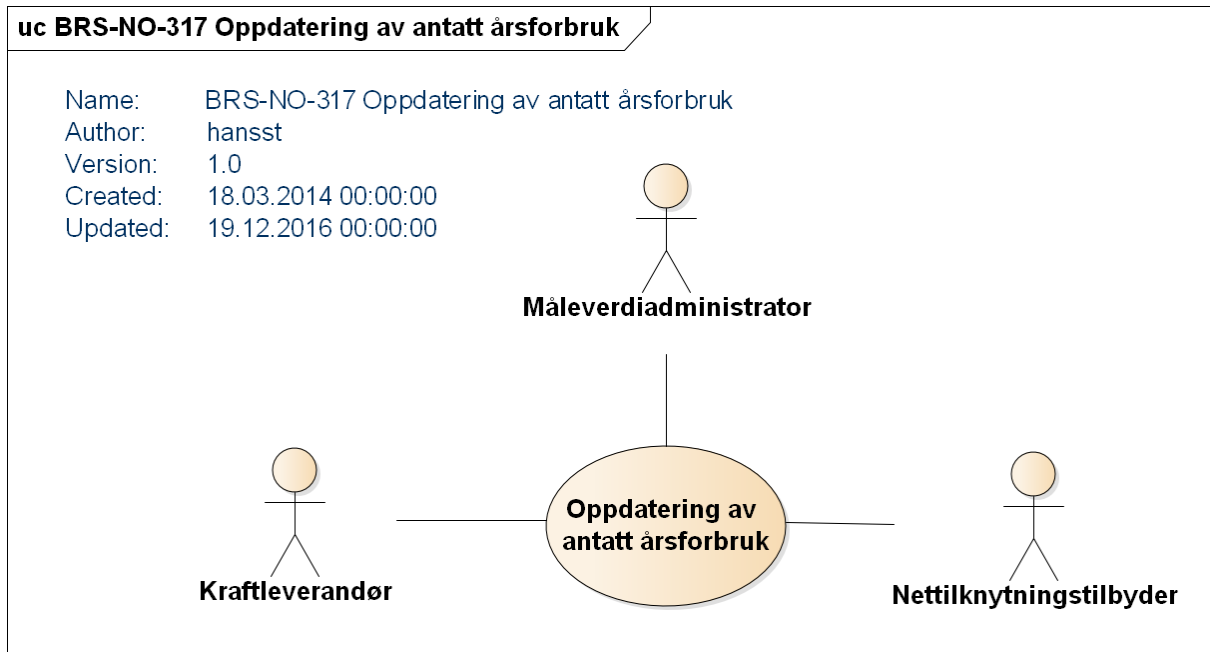 uc BRS-NO-317 Oppdatering av antatt årsforbruk
Name: BRS-NO-317 Oppdatering av antatt årsforbruk
Author: hansst
Version: 1.0
Created: 18.03.2014 00:00:00
Updated: 19.12.2016 00:00:00
Måleverdiadministrator
Oppdatering av
antatt årsforbruk
Kraftleverandør
Nettilknytningstilbyder